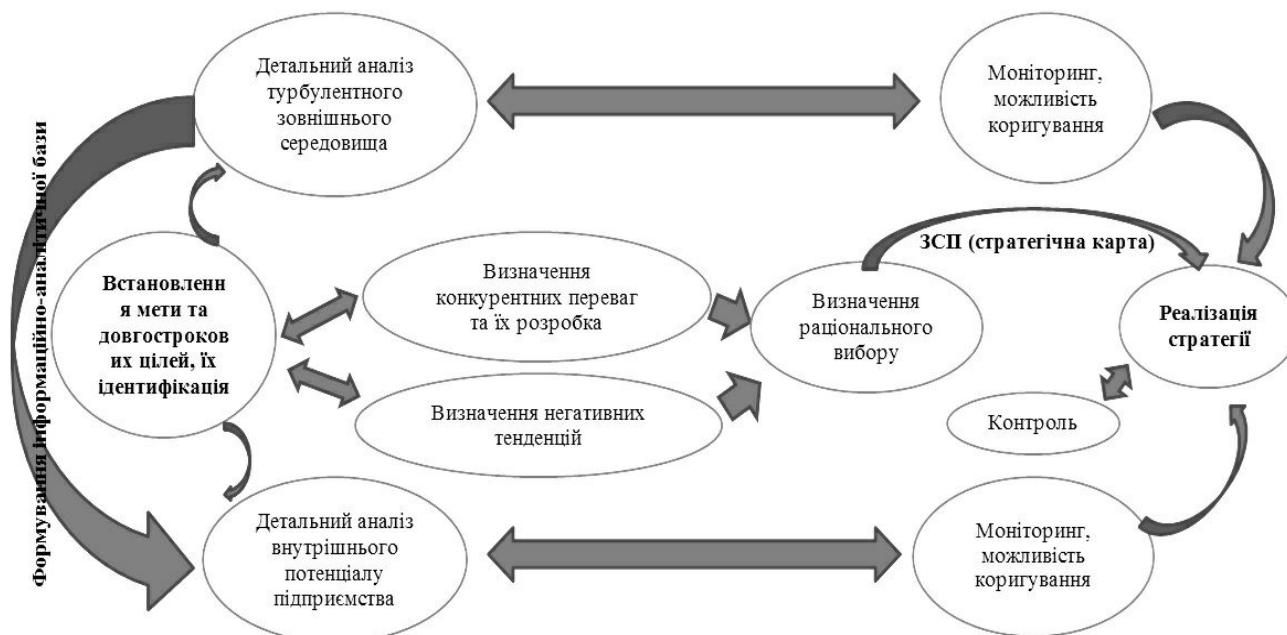 Детальний аналіз
турбулентного
зовнішнього
середовища
Моніторинг,
можливість
коригування
Формування інформаційно-аналітичної бази
ЗСП (стратегічна карта)
Встановленн
я мети та
довгостроков
их цілей, їх
ідентифікація
Визначення
конкурентних переваг
та їх розробка
Визначення
раціонального
вибору
Реалізація
стратегії
Визначення негативних
тенденцій
Контроль
Детальний аналіз
внутрішнього
потенціалу
підприємства
Моніторинг,
можливість
коригування